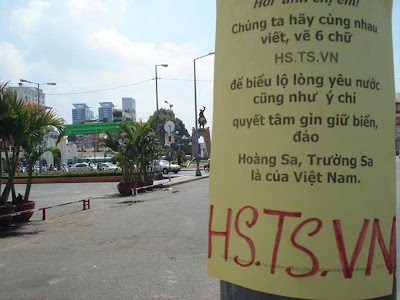 Hỡi anh chị em!
Chúng ta hãy cùng nhau
viết, vẽ 6 chữ
HS.TS.VN
để biểu lộ lòng yêu nước
cũng như ý chí
quyết tâm gìn giữ biển,
đảo
Hoàng Sa, Trường Sa
là của Việt Nam.
HS.TS.VN